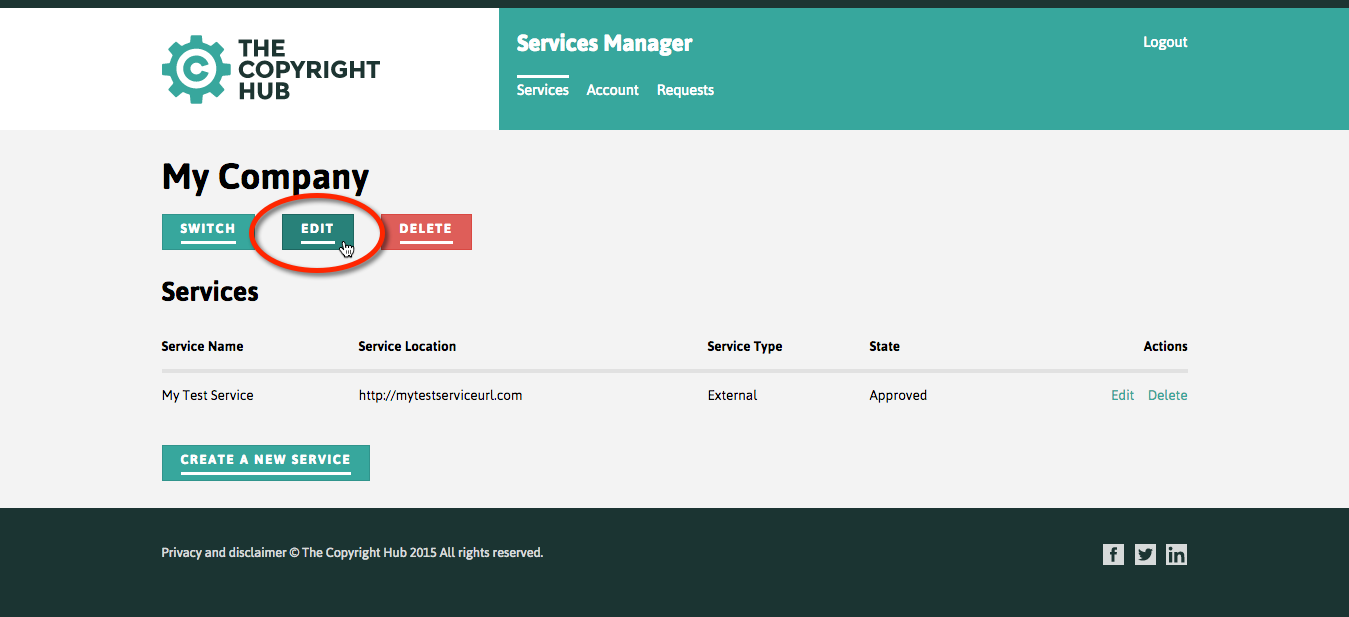 THE
COPYRIGHT
HUB
Services Manager
Logout
Services Account Requests
My Company
SWITCH EDIT DELETE
Services
Service Name Service Location Service Type State Actions
My Test Service http://mytestserviceurl.com External Approved Edit Delete
CREATE A NEW SERVICE
Privacy and disclaimer © The Copyright Hub 2015 All rights reserved.